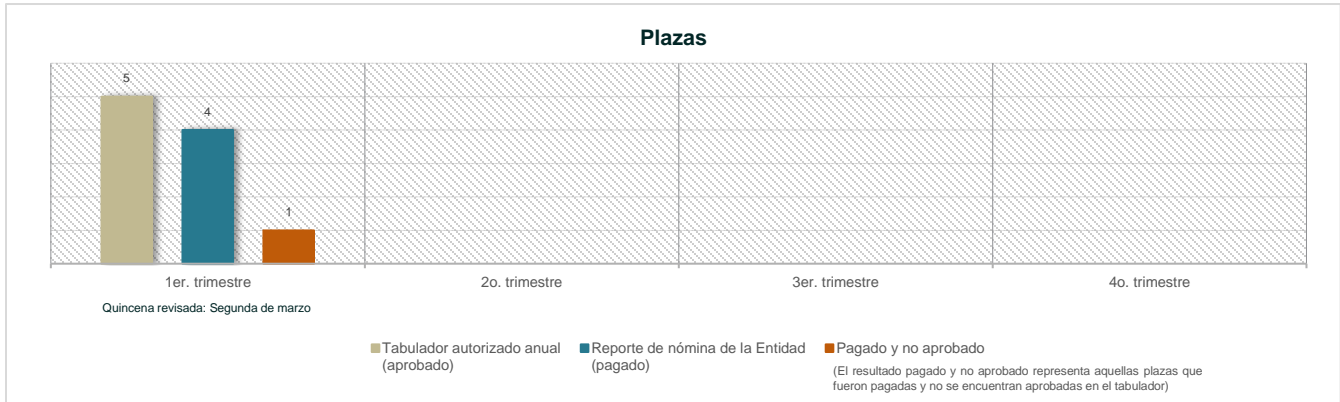 Plazas
5
4
1
1er. trimestre
2o. trimestre
3er. trimestre
4o. trimestre
Quincena revisada: Segunda de marzo
Tabulador autorizado anual
(aprobado)
Reporte de nómina de la Entidad
(pagado)
Pagado y no aprobado
(El resultado pagado y no aprobado representa aquellas plazas que
fueron pagadas y no se encuentran aprobadas en el tabulador)